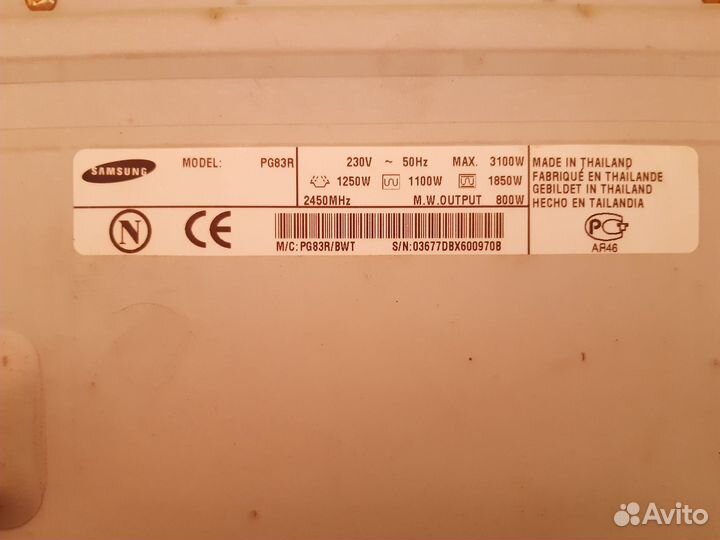 SAMSUNG
MODEL: PG83R
230V ~ 50Hz MAX. 3100W
1250W 1100W 1850W
2450MHz M.W.OUTPUT 800W
MADE IN THAILAND
FABRIQUÉ EN THAILANDE
GEBILDET IN THAILAND
HECHO EN TAILANDIA
N CE
M/C: PG83R/BWT S/N: 03677DBX600970B
АЯ46
Avito